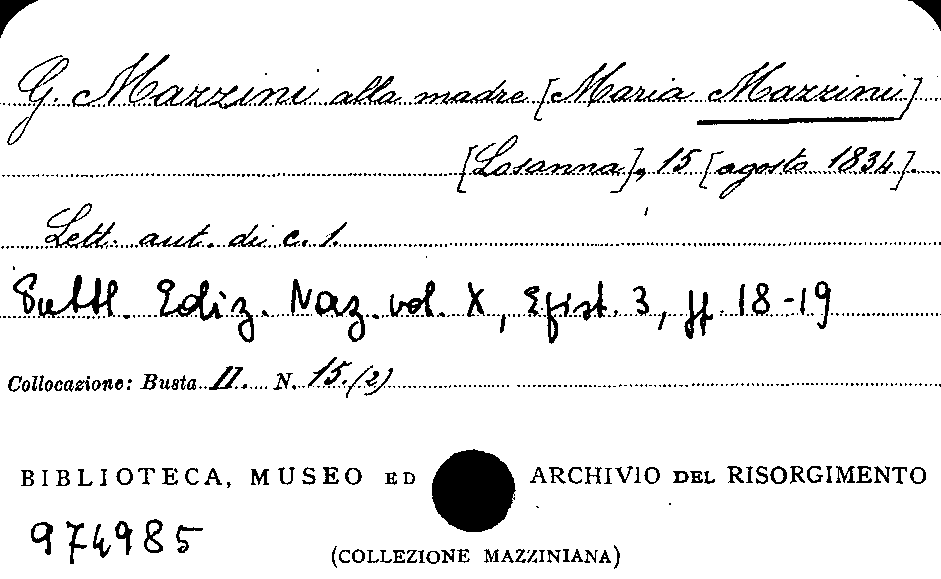 G. Mazzini alla madre [Maria Mazzini]
[Losanna], 15 [agosto 1834].
Lett. aut. di c. 1.
Pubbl. Ediz. Naz. vol. X, Epist. 3, pp. 18-19
Collocazione: Busta II. N. 15.(2)
BIBLIOTECA, MUSEO ED ARCHIVIO DEL RISORGIMENTO
974985
(COLLEZIONE MAZZINIANA)